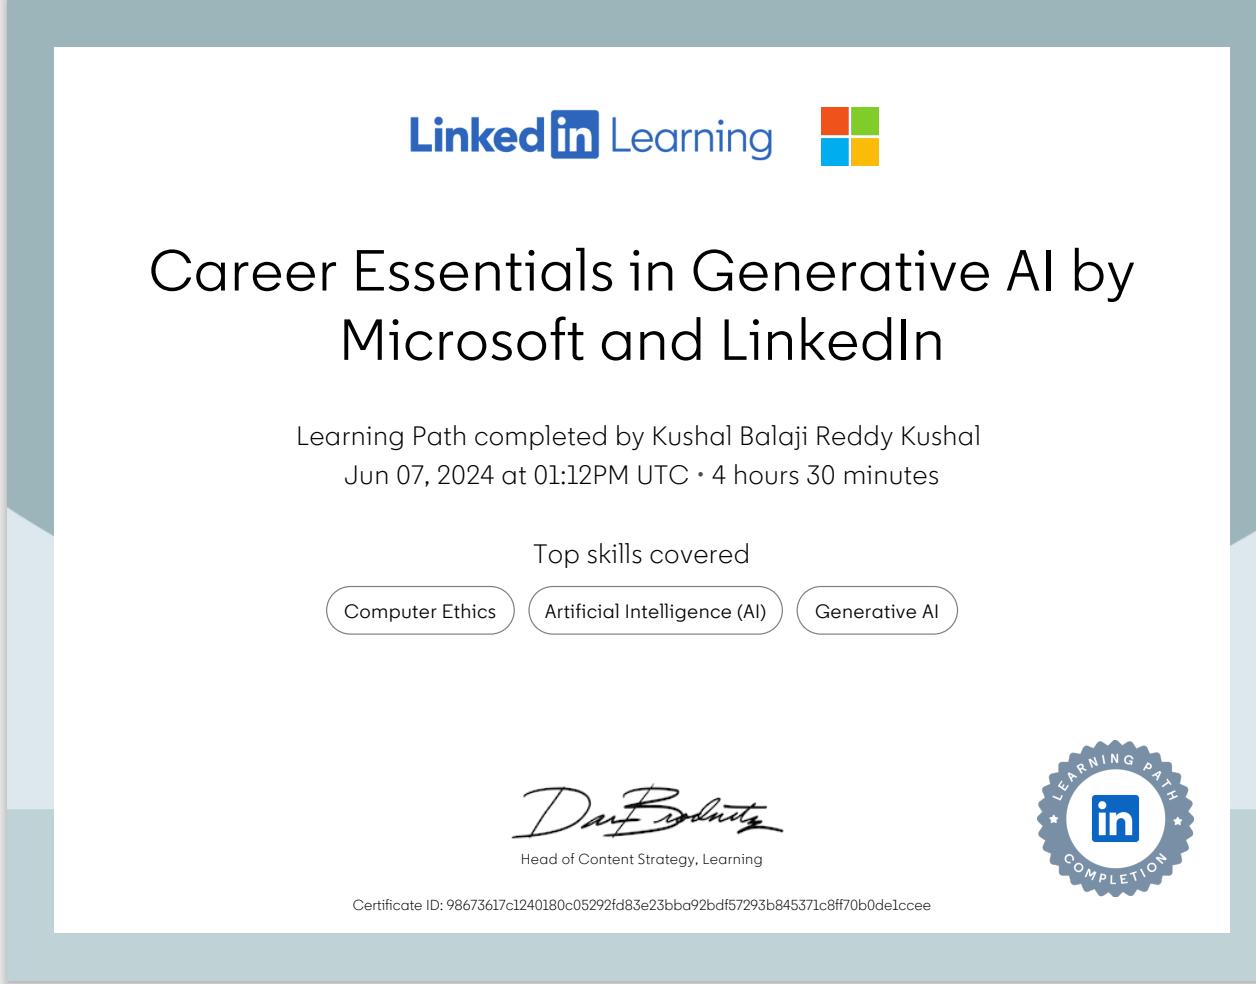 LinkedIn Learning
Career Essentials in Generative AI by
Microsoft and LinkedIn
Learning Path completed by Kushal Balaji Reddy Kushal
Jun 07, 2024 at 01:12PM UTC • 4 hours 30 minutes
Top skills covered
Computer Ethics
Artificial Intelligence (AI)
Generative AI
Dan Brodnitz
Head of Content Strategy, Learning
Certificate ID: 98673617c1240180c05292fd83e23bba92bdf57293b845371c8ff70b0de1ccee
LEARNING PATH
in
COMPLETION